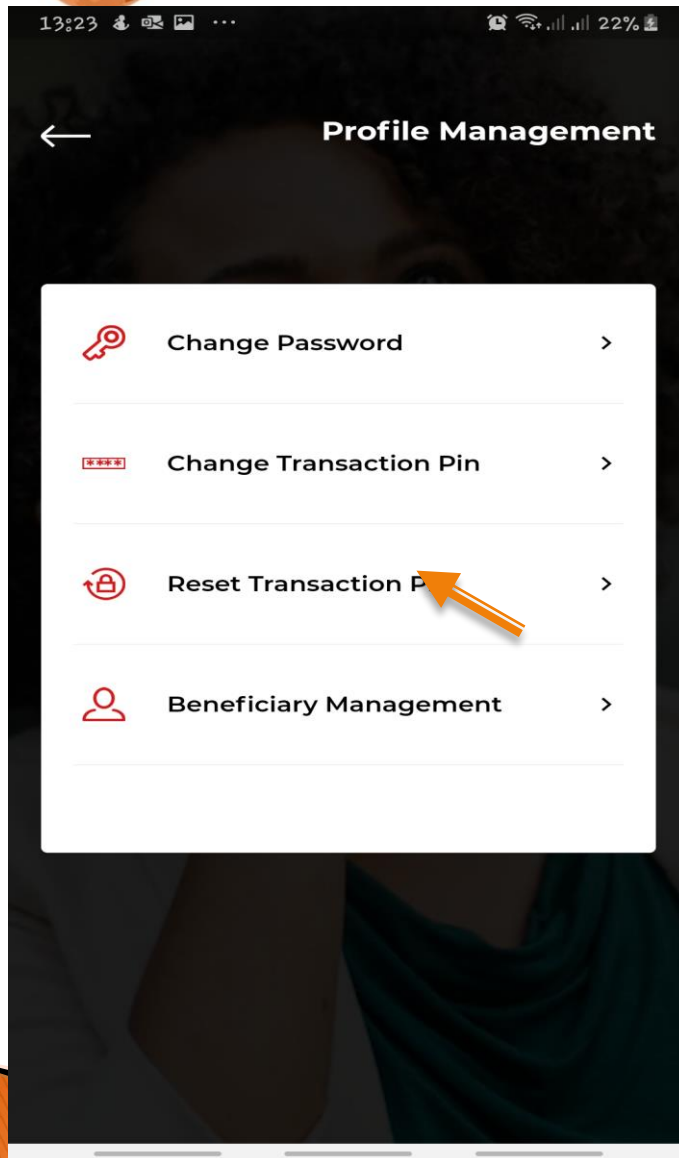 13:23 ... 22%
Profile Management
Change Password
****
Change Transaction Pin
Reset Transaction
Beneficiary Management